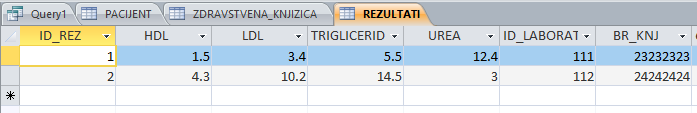 Query1 PACIJENT ZDRAVSTVENA_KNJIZICA REZULTATI
ID_REZ HDL LDL TRIGLICERID UREA ID_LABORAT BR_KNJ
1 1.5 3.4 5.5 12.4 111 23232323
2 4.3 10.2 14.5 3 112 24242424